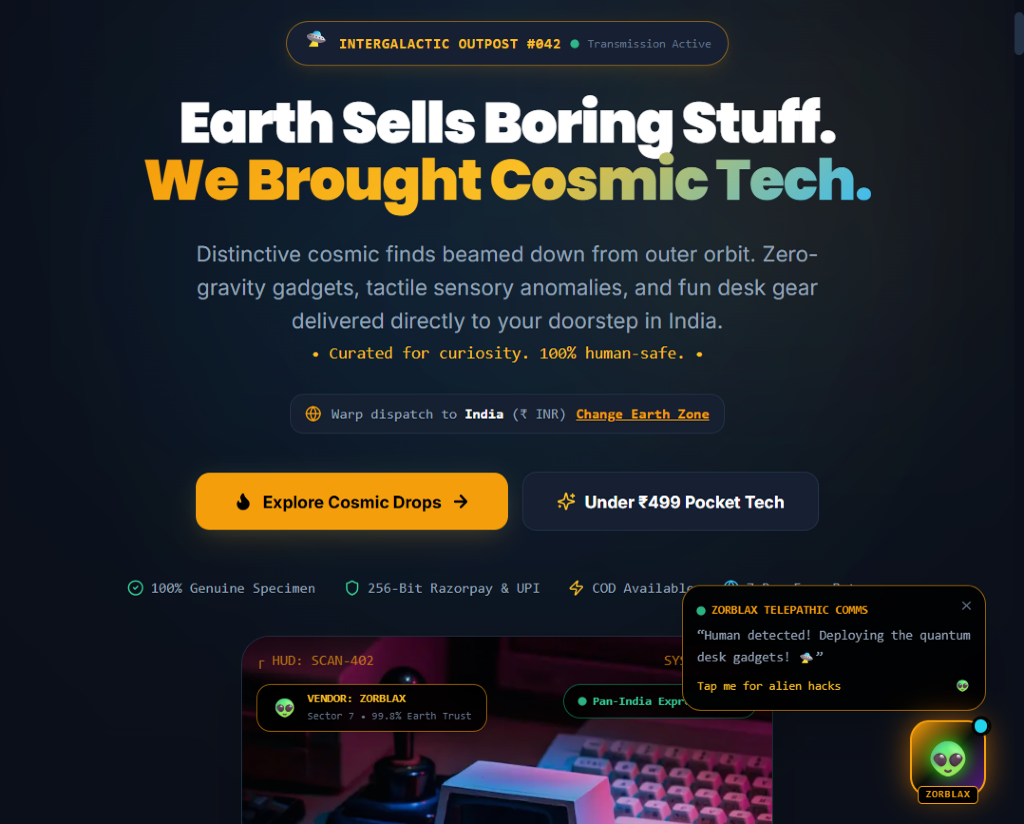 INTERGALACTIC OUTPOST #042 Transmission Active
Earth Sells Boring Stuff.
We Brought Cosmic Tech.
Distinctive cosmic finds beamed down from outer orbit. Zero-
gravity gadgets, tactile sensory anomalies, and fun desk gear
delivered directly to your doorstep in India.
• Curated for curiosity. 100% human-safe. •
Warp dispatch to India (₹ INR) Change Earth Zone
Explore Cosmic Drops →
Under ₹499 Pocket Tech
100% Genuine Specimen
256-Bit Razorpay & UPI
COD Available
HUD: SCAN-402
VENDOR: ZORBLAX
Sector 7 • 99.8% Earth Trust
Pan-India
ZORBLAX TELEPATHIC COMMS
“Human detected! Deploying the quantum
desk gadgets! 🛸”
Tap me for alien hacks
ZORBLAX